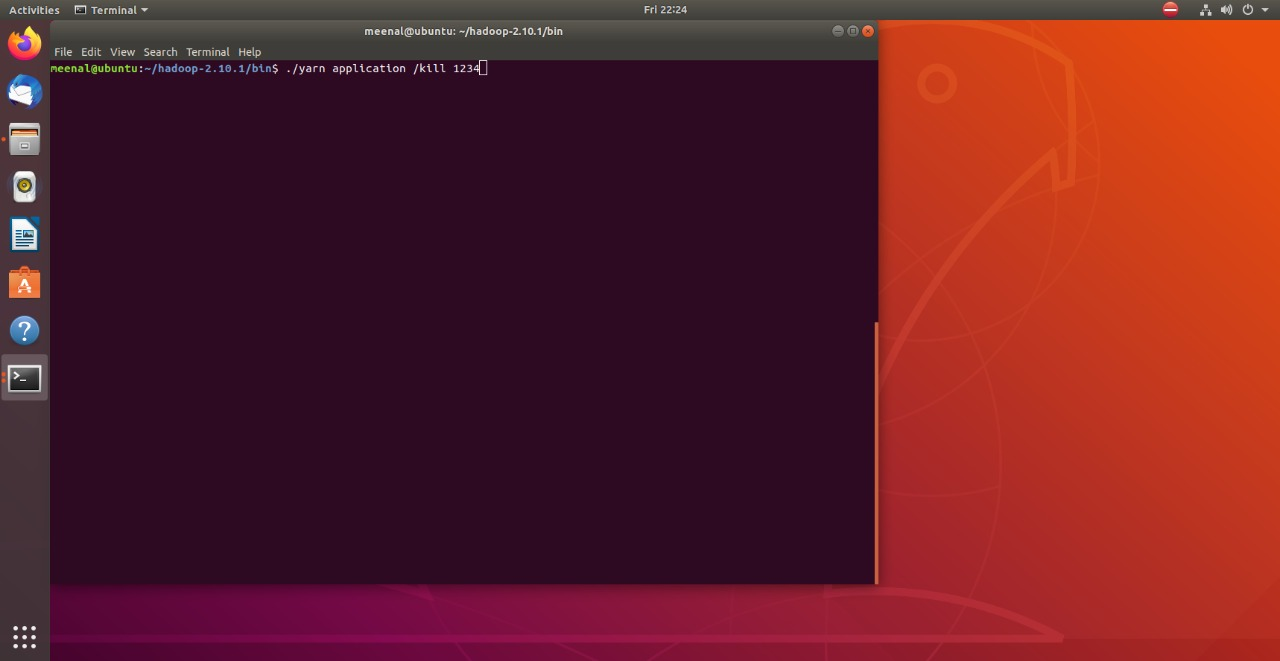 Activities Terminal Fri 22:24
meenal@ubuntu: ~/hadoop-2.10.1/bin
File Edit View Search Terminal Help
meenal@ubuntu:~/hadoop-2.10.1/bin$ ./yarn application /kill 1234